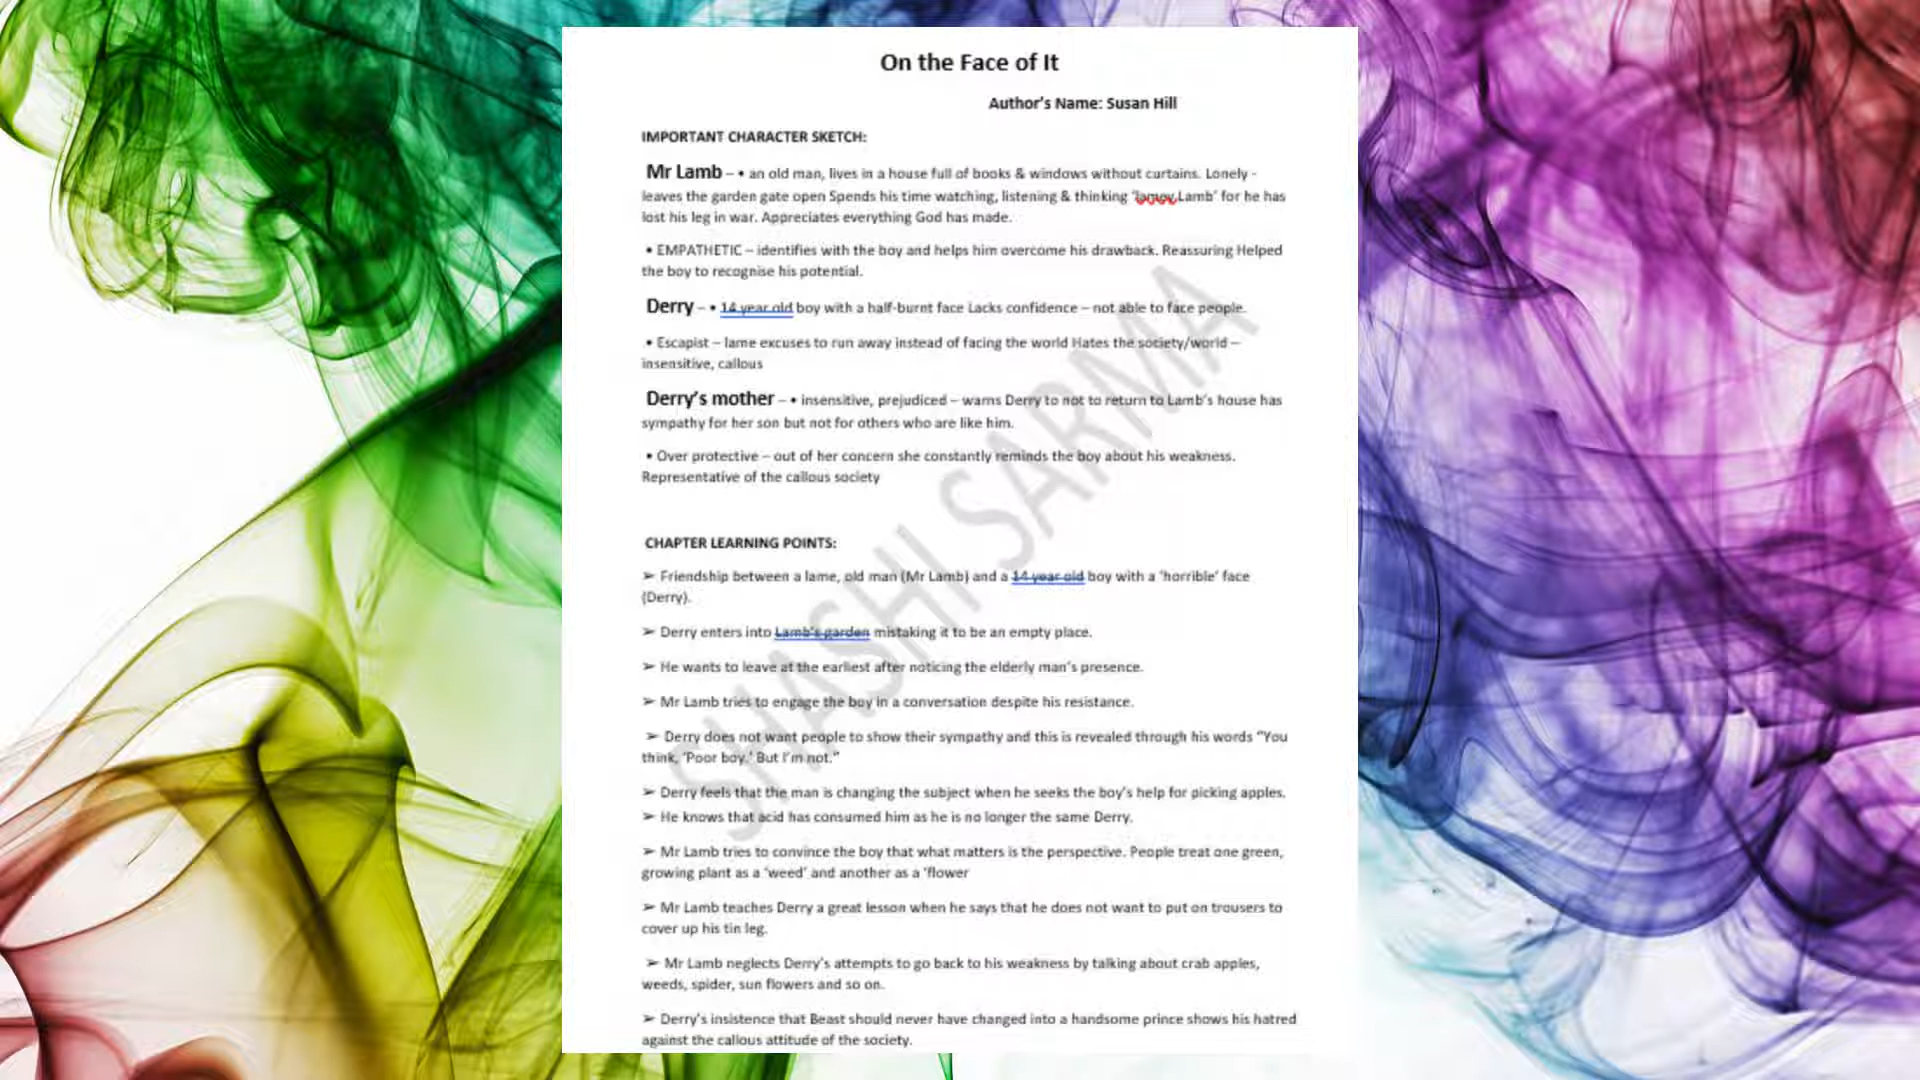 On the Face of It
Author's Name: Susan Hill
IMPORTANT CHARACTER SKETCH:
Mr Lamb – • an old man, lives in a house full of books & windows without curtains. Lonely -
leaves the garden gate open Spends his time watching, listening & thinking 'lamey Lamb' for he has
lost his leg in war. Appreciates everything God has made.
• EMPATHETIC – identifies with the boy and helps him overcome his drawback. Reassuring Helped
the boy to recognise his potential.
Derry – • 14 year old boy with a half-burnt face Lacks confidence – not able to face people.
• Escapist – lame excuses to run away instead of facing the world Hates the society/world –
insensitive, callous
Derry's mother – • insensitive, prejudiced – warns Derry to not to return to Lamb's house has
sympathy for her son but not for others who are like him.
• Over protective – out of her concern she constantly reminds the boy about his weakness.
Representative of the callous society
CHAPTER LEARNING POINTS:
➢ Friendship between a lame, old man (Mr Lamb) and a 14 year old boy with a 'horrible' face
(Derry).
➢ Derry enters into Lamb's garden mistaking it to be an empty place.
➢ He wants to leave at the earliest after noticing the elderly man's presence.
➢ Mr Lamb tries to engage the boy in a conversation despite his resistance.
➢ Derry does not want people to show their sympathy and this is revealed through his words "You
think, 'Poor boy.' But I'm not."
➢ Derry feels that the man is changing the subject when he seeks the boy's help for picking apples.
➢ He knows that acid has consumed him as he is no longer the same Derry.
➢ Mr Lamb tries to convince the boy that what matters is the perspective. People treat one green,
growing plant as a 'weed' and another as a 'flower
➢ Mr Lamb teaches Derry a great lesson when he says that he does not want to put on trousers to
cover up his tin leg.
➢ Mr Lamb neglects Derry's attempts to go back to his weakness by talking about crab apples,
weeds, spider, sun flowers and so on.
➢ Derry's insistence that Beast should never have changed into a handsome prince shows his hatred
against the callous attitude of the society.
SHASHI SARMA